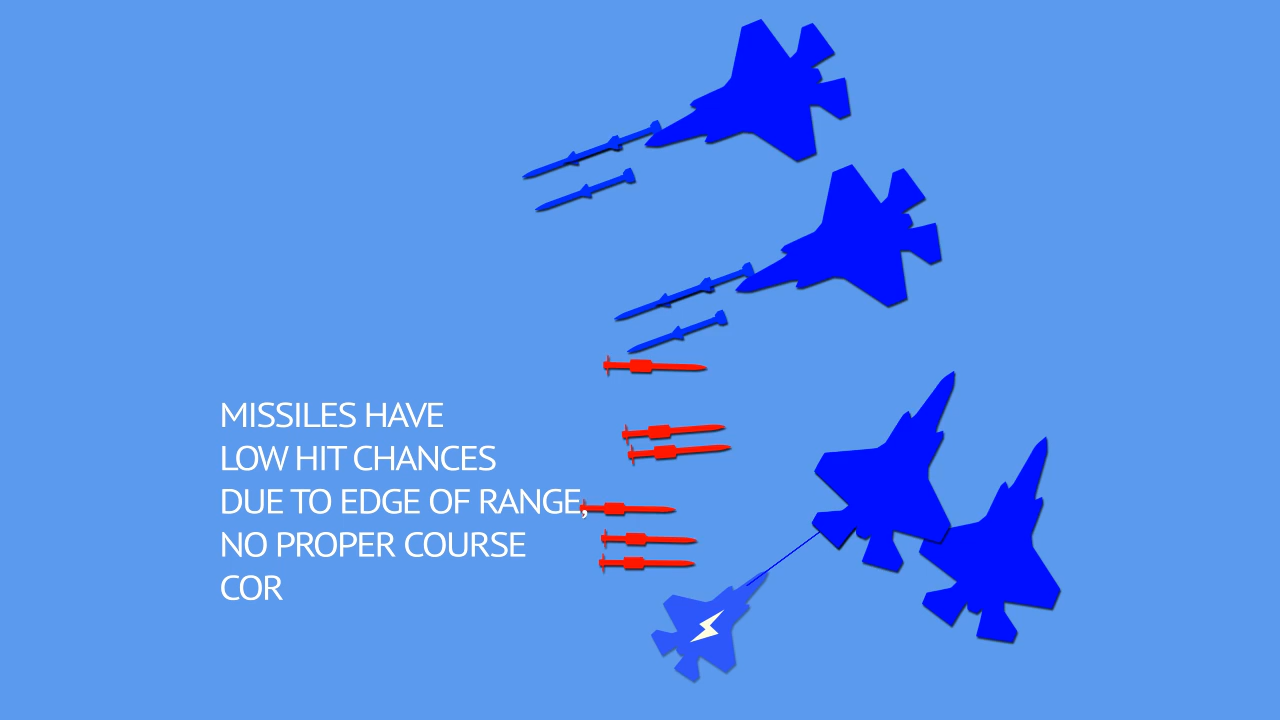 MISSILES HAVE
LOW HIT CHANCES
DUE TO EDGE OF RANGE,
NO PROPER COURSE
COR